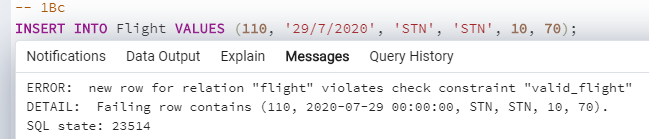 -- 1Bc
INSERT INTO Flight VALUES (110, '29/7/2020', 'STN', 'STN', 10, 70);
Notifications Data Output Explain Messages Query History
ERROR:  new row for relation "flight" violates check constraint "valid_flight"
DETAIL:  Failing row contains (110, 2020-07-29 00:00:00, STN, STN, 10, 70).
SQL state: 23514